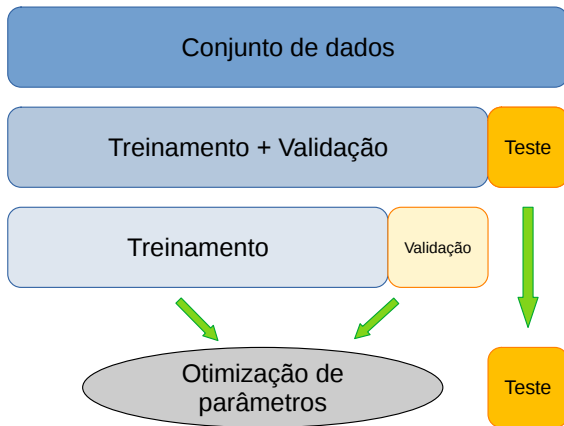 Conjunto de dados
Treinamento + Validação
Teste
Treinamento
Validação
Otimização de
parâmetros
Teste